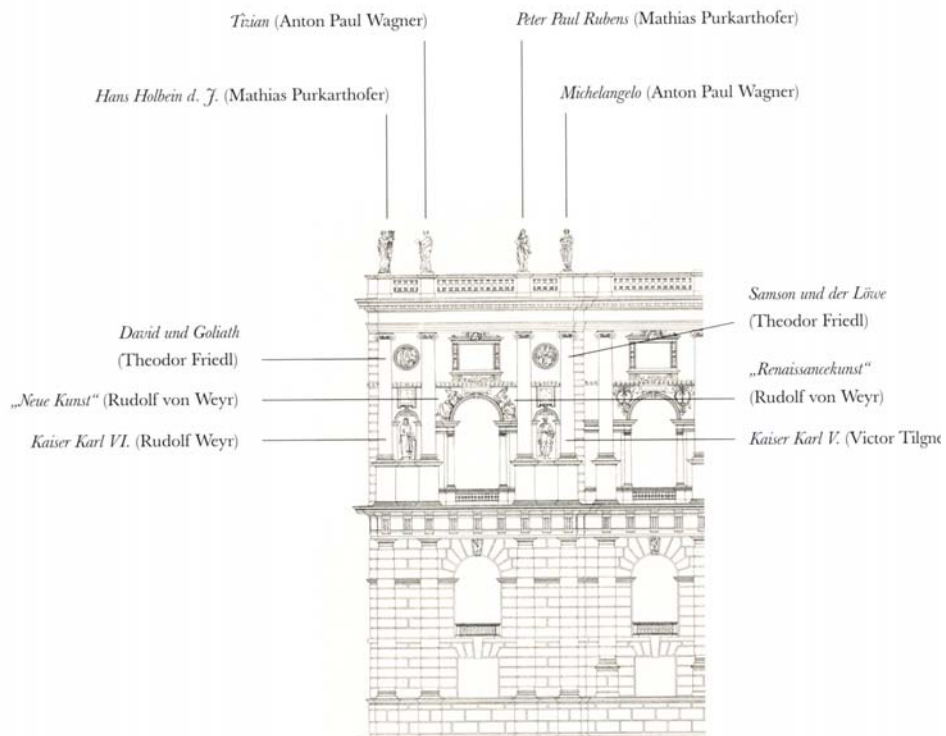 Tizian (Anton Paul Wagner)
Peter Paul Rubens (Mathias Purkarthofer)
Hans Holbein d. J. (Mathias Purkarthofer)
Michelangelo (Anton Paul Wagner)
Samson und der Löwe
(Theodor Friedl)
David und Goliath
(Theodor Friedl)
„Renaissancekunst“
(Rudolf von Weyr)
„Neue Kunst“ (Rudolf von Weyr)
Kaiser Karl VI. (Rudolf Weyr)
Kaiser Karl V. (Victor Tilgne